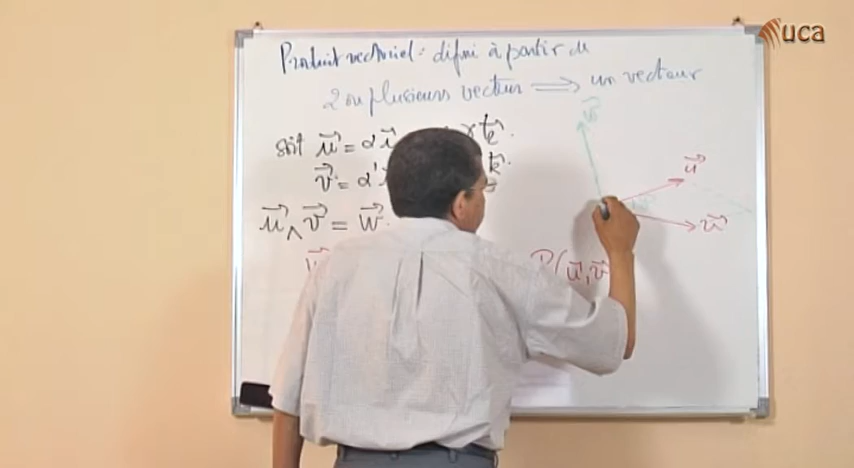 Produit vectoriel: défini à partir de
2 ou plusieurs vecteurs ⟹ un vecteur
Soit u⃗ = α i⃗ γ k⃗.
v⃗ = α' k⃗.
u⃗ ∧ v⃗ = w⃗.
P(u⃗, v⃗
w⃗
u⃗
uca